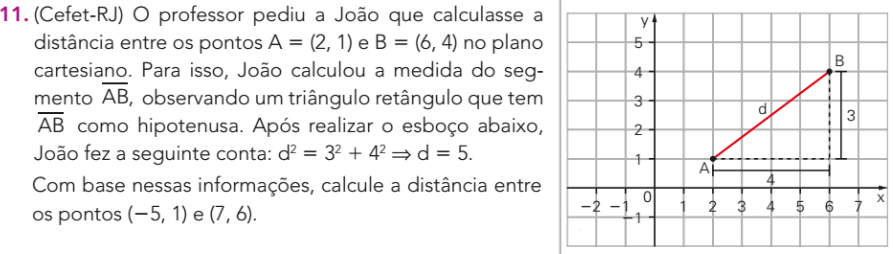 11. (Cefet-RJ) O professor pediu a João que calculasse a
distância entre os pontos A = (2, 1) e B = (6, 4) no plano
cartesiano. Para isso, João calculou a medida do seg-
mento A̅B̅, observando um triângulo retângulo que tem
A̅B̅ como hipotenusa. Após realizar o esboço abaixo,
João fez a seguinte conta: d² = 3² + 4² ⇒ d = 5.
Com base nessas informações, calcule a distância entre
os pontos (−5, 1) e (7, 6).
y
5
4
B
3
d
3
2
1
A
4
−2 −1 0 1 2 3 4 5 6 7 x
−1